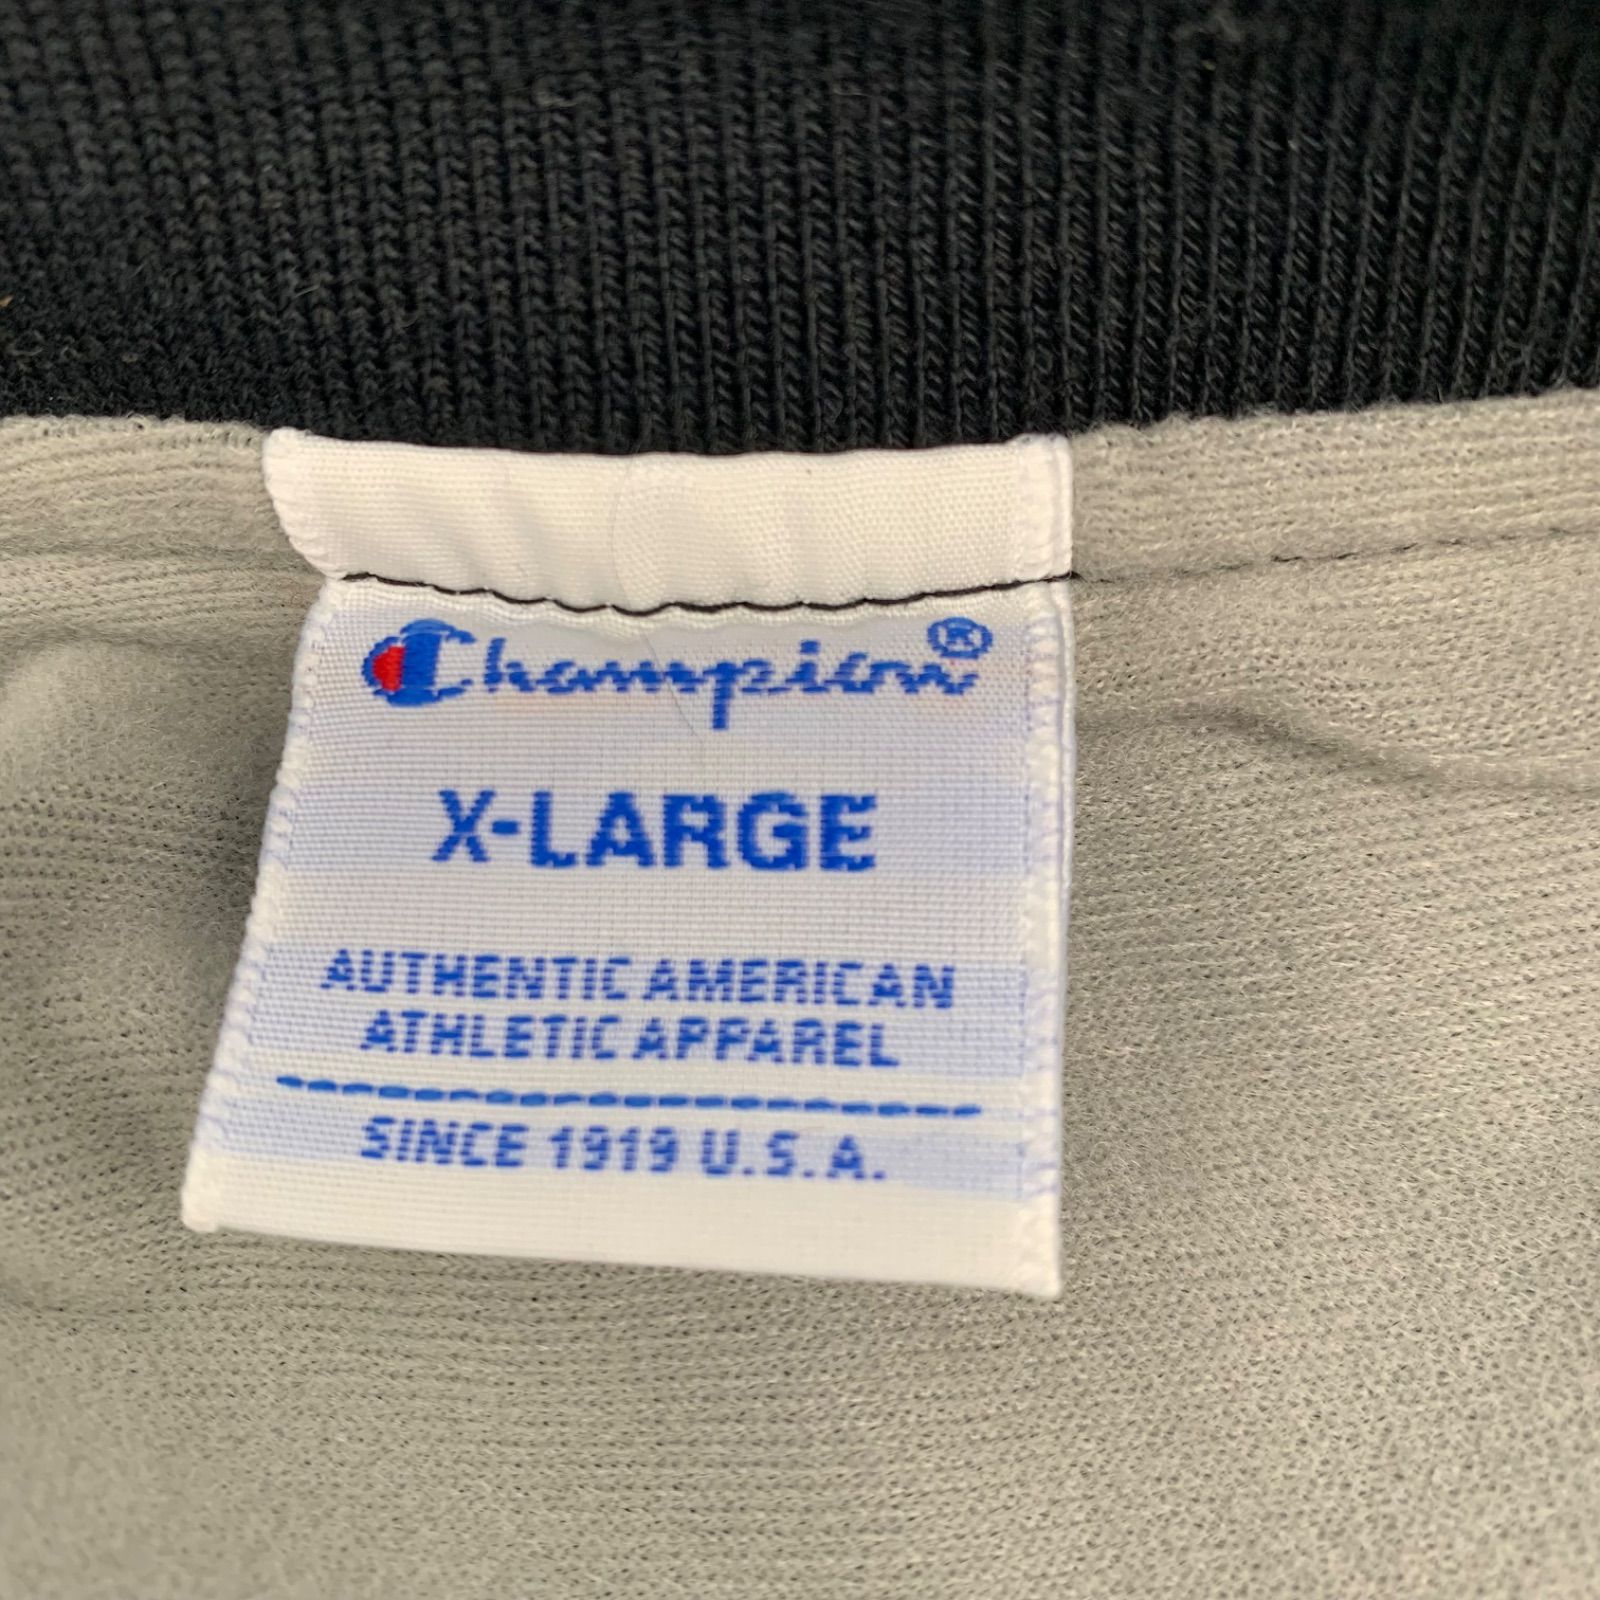 Champion®
X-LARGE
AUTHENTIC AMERICAN
ATHLETIC APPAREL
SINCE 1919 U.S.A.